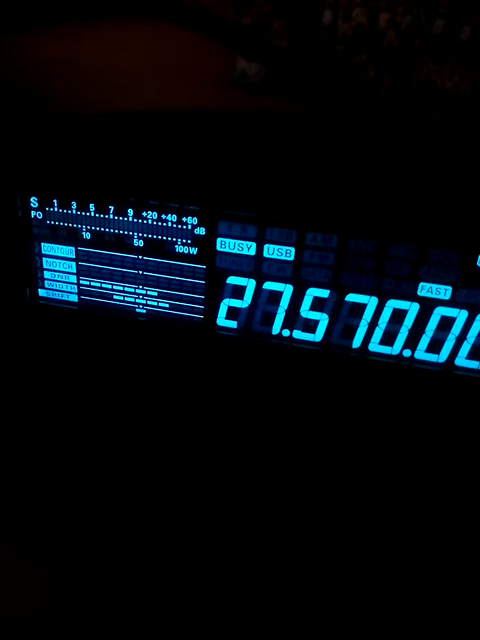 S 1 3 5 7 9 +20 +40 +60 dB
PO
10 50 100W
CONTOUR
NOTCH
DNR
WIDTH
SHIFT
BUSY USB
FAST
27.570.00